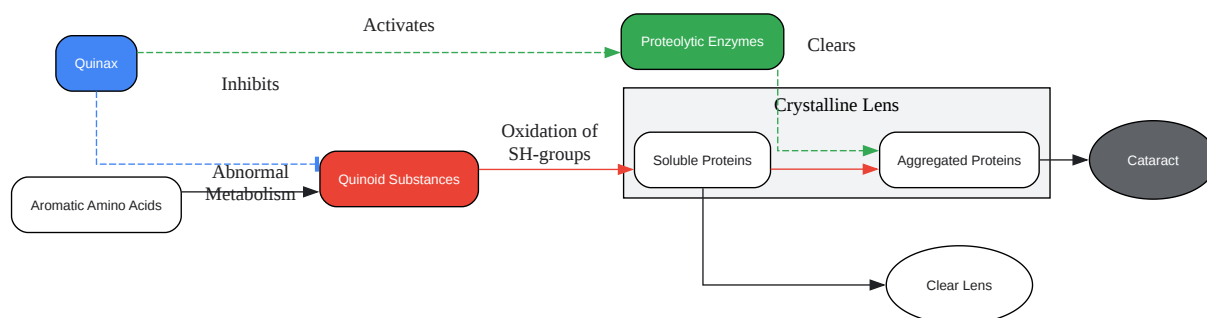 Activates
Proteolytic Enzymes
Clears
Quinax
Inhibits
Crystalline Lens
Oxidation of
SH-groups
Soluble Proteins
Aggregated Proteins
Cataract
Abnormal
Metabolism
Quinoid Substances
Aromatic Amino Acids
Clear Lens